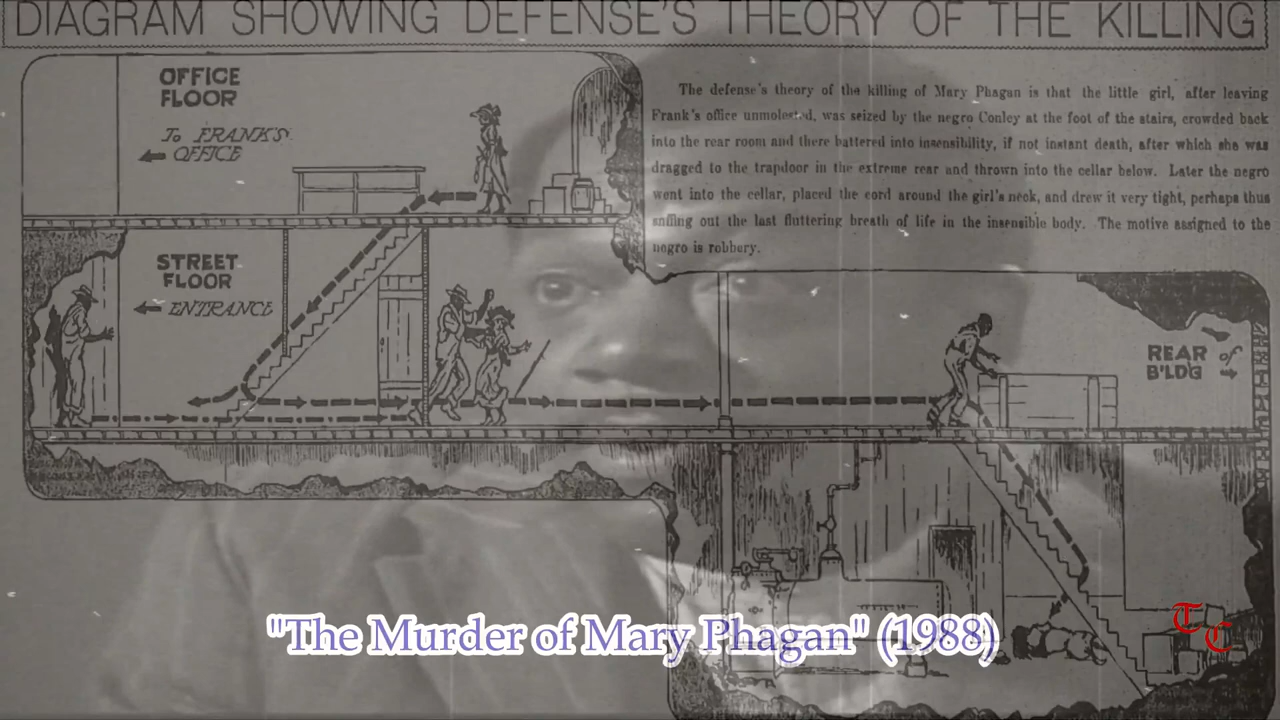 DIAGRAM SHOWING DEFENSE'S THEORY OF THE KILLING
OFFICE
FLOOR
To FRANK'S
OFFICE
The defense's theory of the killing of Mary Phagan is that the little girl, after leaving
Frank's office unmolested, was seized by the negro Conley at the foot of the stairs, crowded back
into the rear room and there battered into insensibility, if not instant death, after which she was
dragged to the trapdoor in the extreme rear and thrown into the cellar below. Later the negro
went into the cellar, placed the cord around the girl's neck, and drew it very tight, perhaps thus
snffing out the last fluttering breath of life in the insensible body. The motive assigned to the
negro is robbery.
STREET
FLOOR
ENTRANCE
REAR of
B'LDG
"The Murder of Mary Phagan" (1988)
T C